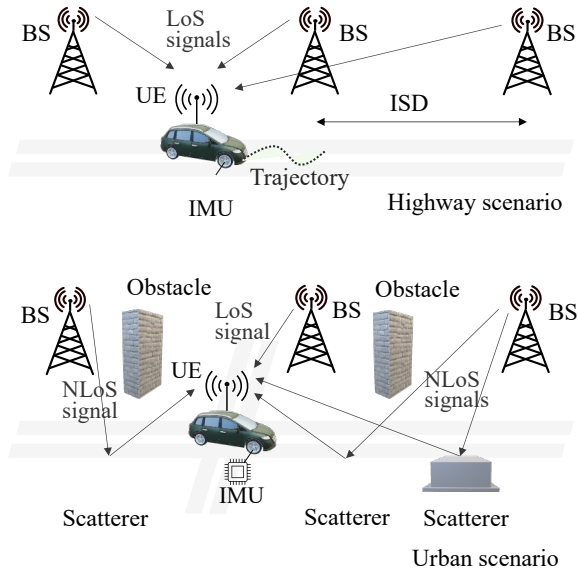 LoS
signals
BS
BS
BS
UE
ISD
Trajectory
IMU
Highway scenario
Obstacle
Obstacle
LoS
signal
BS
BS
BS
UE
NLoS
signal
NLoS
signals
IMU
Scatterer
Scatterer
Scatterer
Urban scenario